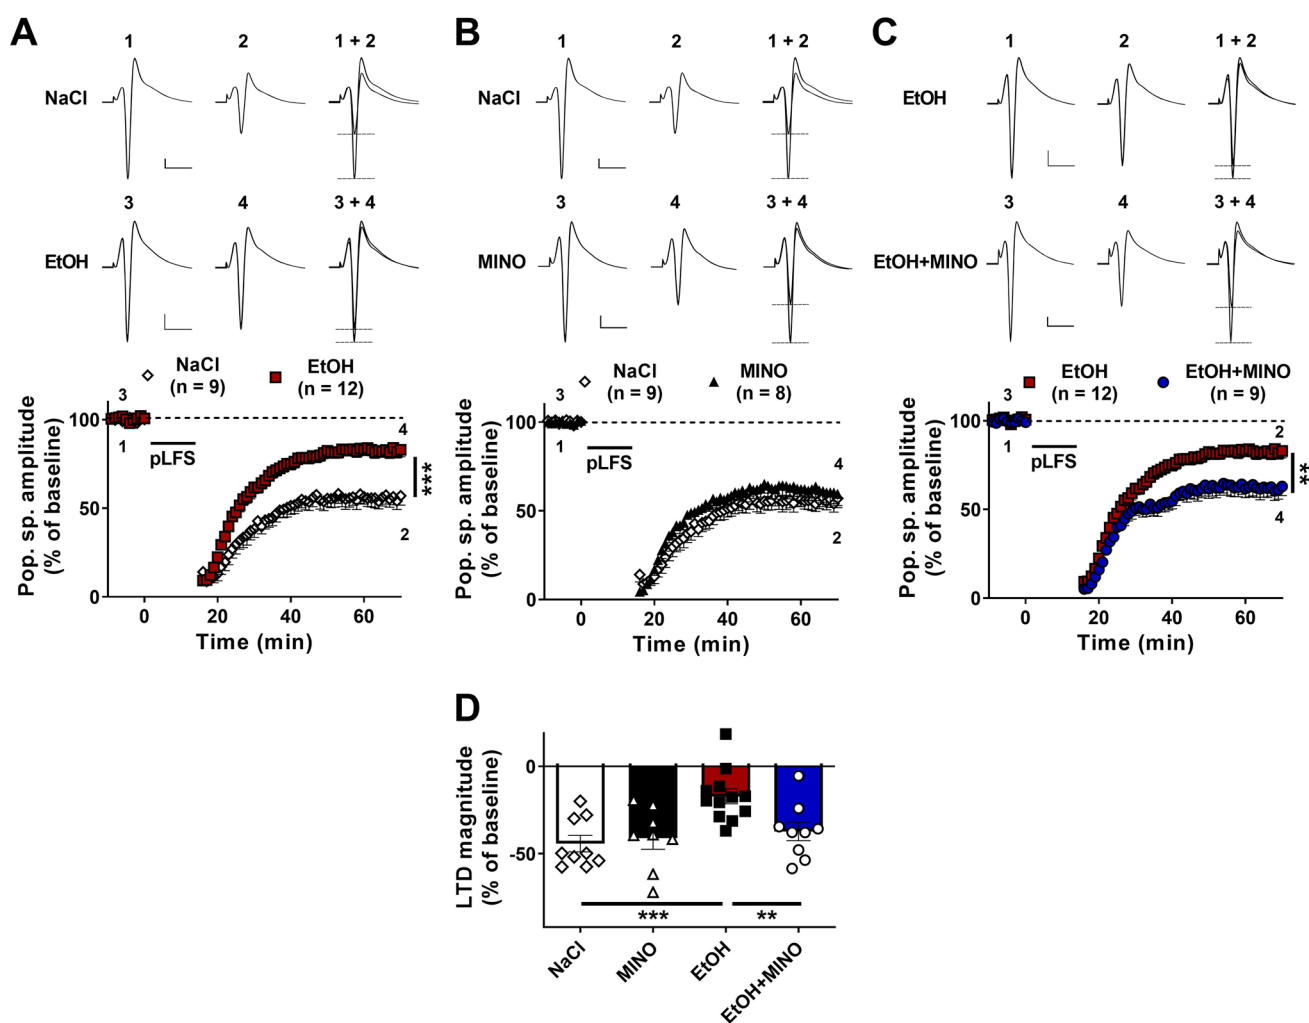 A
1 2 1 + 2
NaCl
3 4 3 + 4
EtOH
NaCl
(n = 9)
EtOH
(n = 12)
Pop. sp. amplitude
(% of baseline)
100
50
0
3
1
pLFS
4
***
2
0 20 40 60
Time (min)
B
1 2 1 + 2
NaCl
3 4 3 + 4
MINO
NaCl
(n = 9)
MINO
(n = 8)
Pop. sp. amplitude
(% of baseline)
100
50
0
3
1
pLFS
4
2
0 20 40 60
Time (min)
C
1 2 1 + 2
EtOH
3 4 3 + 4
EtOH+MINO
EtOH
(n = 12)
EtOH+MINO
(n = 9)
Pop. sp. amplitude
(% of baseline)
100
50
0
3
1
pLFS
2
**
4
0 20 40 60
Time (min)
D
LTD magnitude
(% of baseline)
0
-50
*** **
NaCl MINO EtOH EtOH+MINO